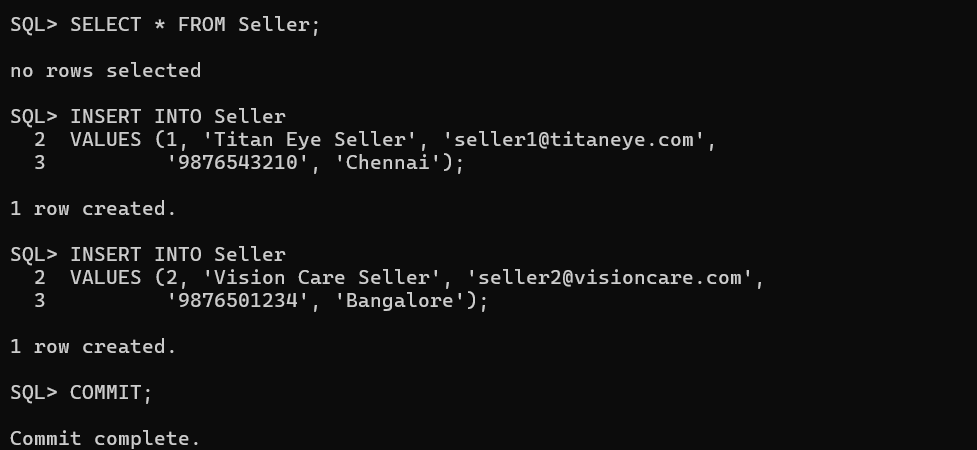 SQL> SELECT * FROM Seller;
no rows selected
SQL> INSERT INTO Seller
  2  VALUES (1, 'Titan Eye Seller', 'seller1@titaneye.com',
  3          '9876543210', 'Chennai');
1 row created.
SQL> INSERT INTO Seller
  2  VALUES (2, 'Vision Care Seller', 'seller2@visioncare.com',
  3          '9876501234', 'Bangalore');
1 row created.
SQL> COMMIT;
Commit complete.